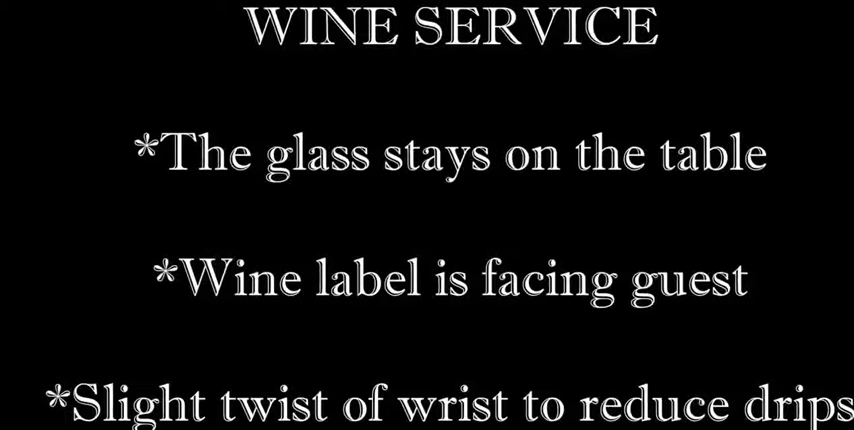 WINE SERVICE
*The glass stays on the table
*Wine label is facing guest
*Slight twist of wrist to reduce drips